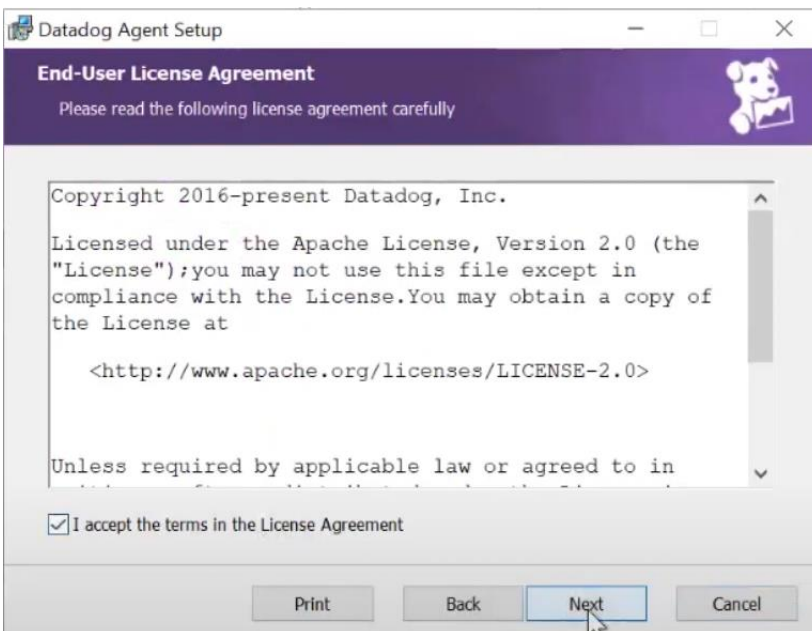 Datadog Agent Setup
End-User License Agreement
Please read the following license agreement carefully
Copyright 2016-present Datadog, Inc.
Licensed under the Apache License, Version 2.0 (the
"License");you may not use this file except in
compliance with the License.You may obtain a copy of
the License at
<http://www.apache.org/licenses/LICENSE-2.0>
Unless required by applicable law or agreed to in
I accept the terms in the License Agreement
Print
Back
Next
Cancel